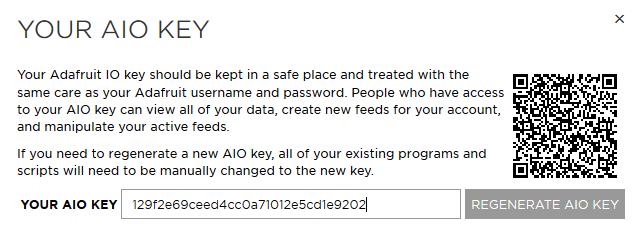 YOUR AIO KEY
×
Your Adafruit IO key should be kept in a safe place and treated with the
same care as your Adafruit username and password. People who have access
to your AIO key can view all of your data, create new feeds for your account,
and manipulate your active feeds.
If you need to regenerate a new AIO key, all of your existing programs and
scripts will need to be manually changed to the new key.
YOUR AIO KEY 129f2e69ceed4cc0a71012e5cd1e9202 REGENERATE AIO KEY